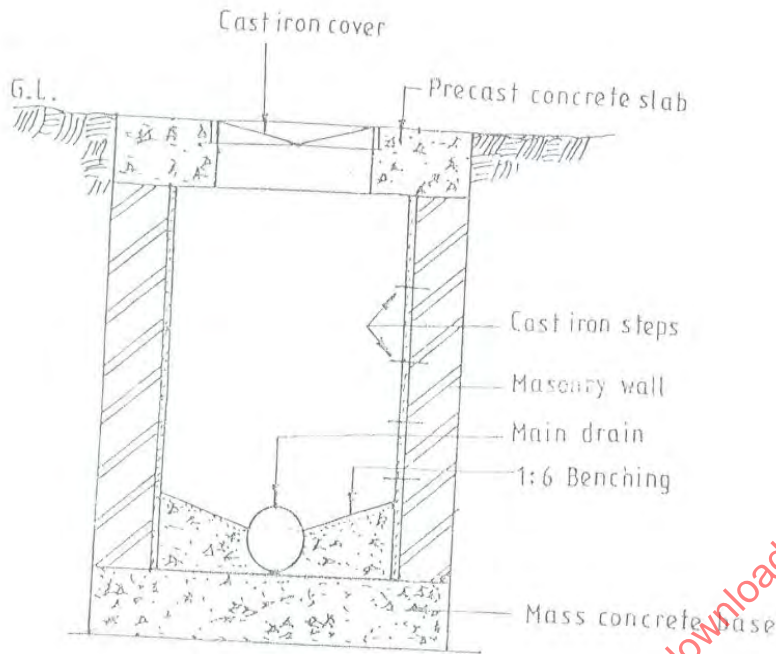 Cast iron cover
G.L.
Precast concrete slab
Cast iron steps
Masonry wall
Main drain
1:6 Benching
Mass concrete base
download